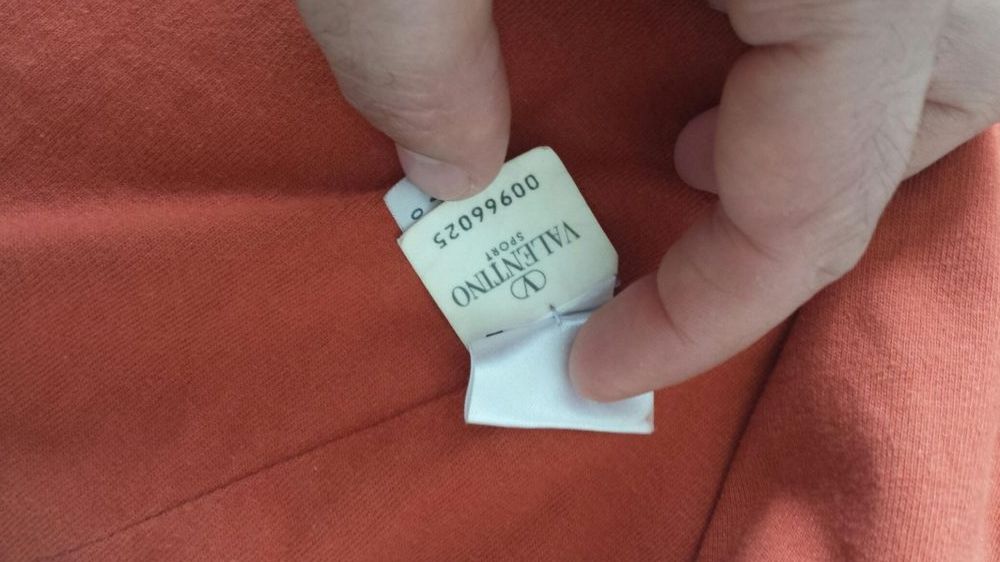 V
VALENTINO
SPORT
00966025